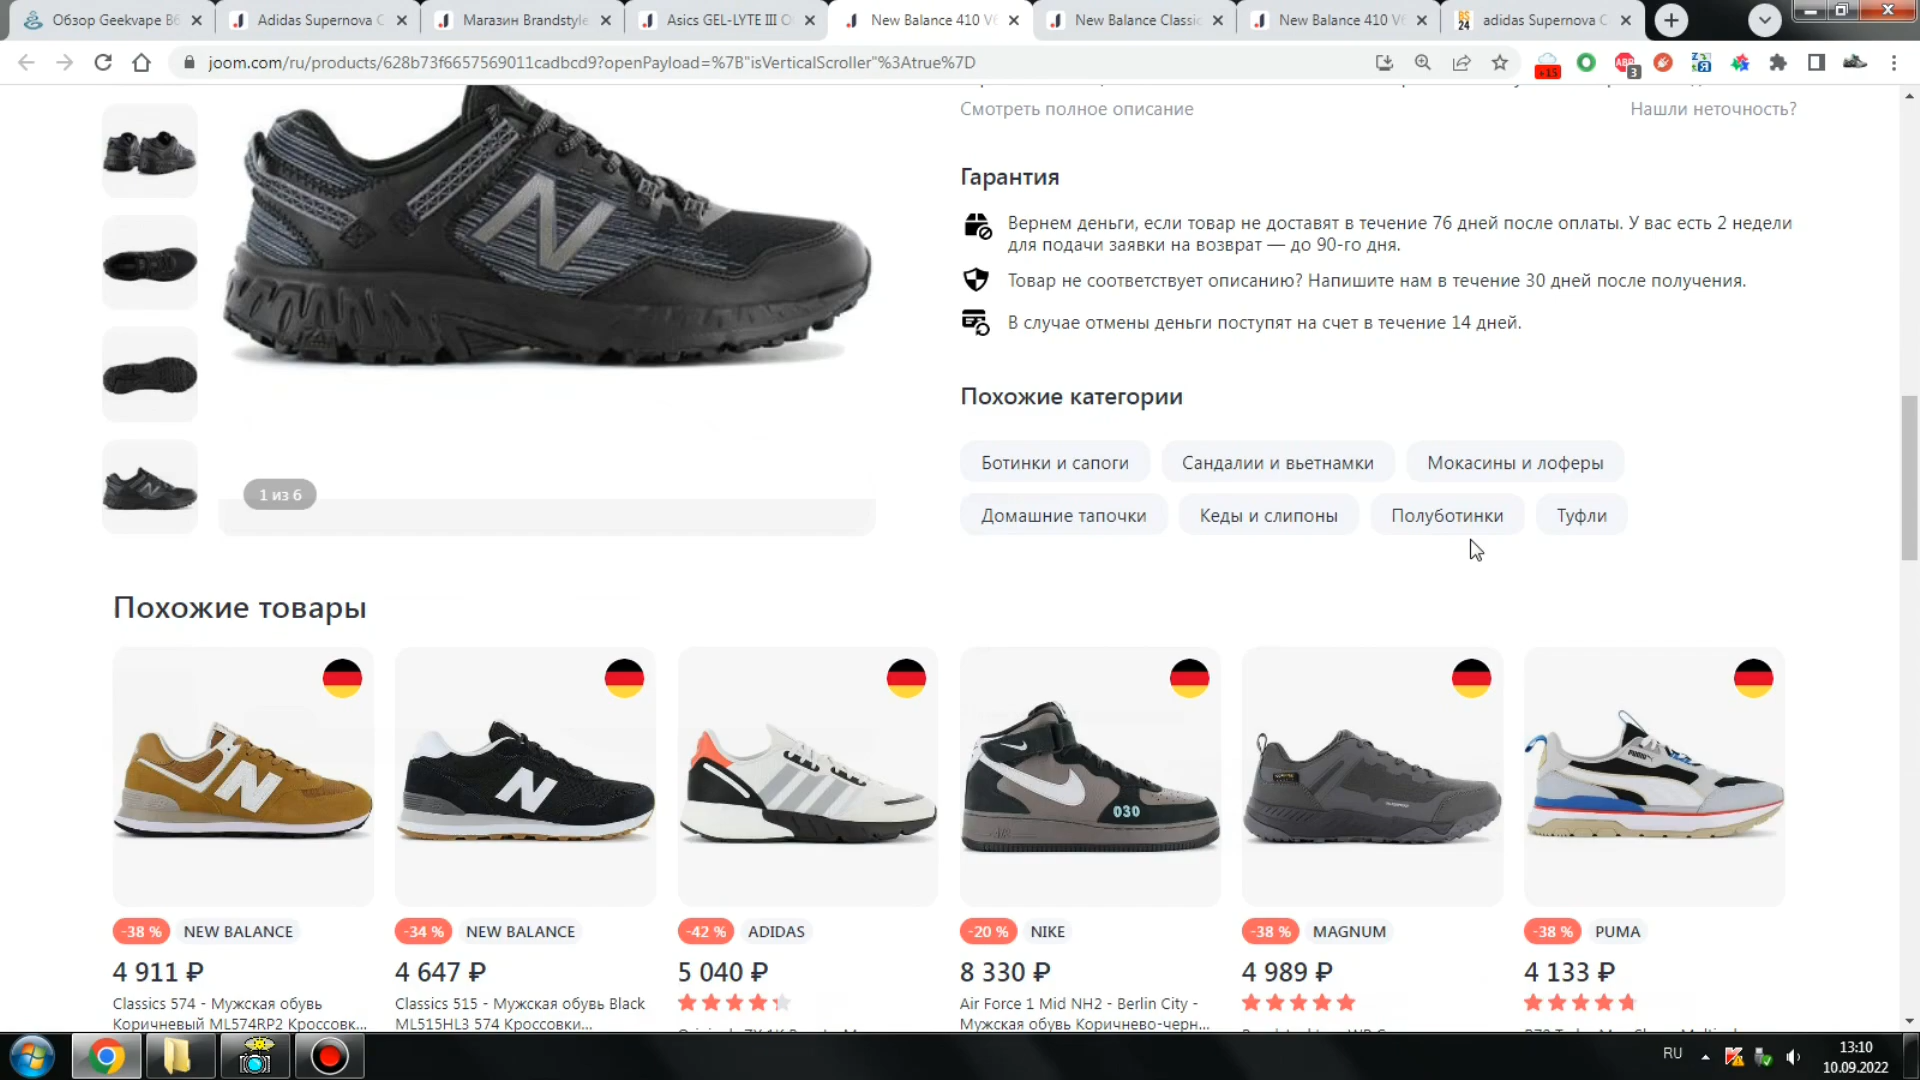 Обзор Geekvape B6
Adidas Supernova C
Магазин Brandstyle
Asics GEL-LYTE III O
New Balance 410 V6
New Balance Classic
New Balance 410 V6
adidas Supernova C
joom.com/ru/products/628b73f6657569011cadbcd9?openPayload=%7B"isVerticalScroller"%3Atrue%7D
+15
ABP
3
Смотреть полное описание
Нашли неточность?
Гарантия
Вернем деньги, если товар не доставят в течение 76 дней после оплаты. У вас есть 2 недели
для подачи заявки на возврат — до 90-го дня.
Товар не соответствует описанию? Напишите нам в течение 30 дней после получения.
В случае отмены деньги поступят на счет в течение 14 дней.
Похожие категории
Ботинки и сапоги
Сандалии и вьетнамки
Мокасины и лоферы
Домашние тапочки
Кеды и слипоны
Полуботинки
Туфли
1 из 6
Похожие товары
030
-38 % NEW BALANCE
-34 % NEW BALANCE
-42 % ADIDAS
-20 % NIKE
-38 % MAGNUM
-38 % PUMA
4 911 ₽
4 647 ₽
5 040 ₽
8 330 ₽
4 989 ₽
4 133 ₽
Classics 574 - Мужская обувь
Коричневый ML574RP2 Кроссовк...
Classics 515 - Мужская обувь Black
ML515HL3 574 Кроссовки...
Air Force 1 Mid NH2 - Berlin City -
Мужская обувь Коричнево-черн...
RU
13:10
10.09.2022